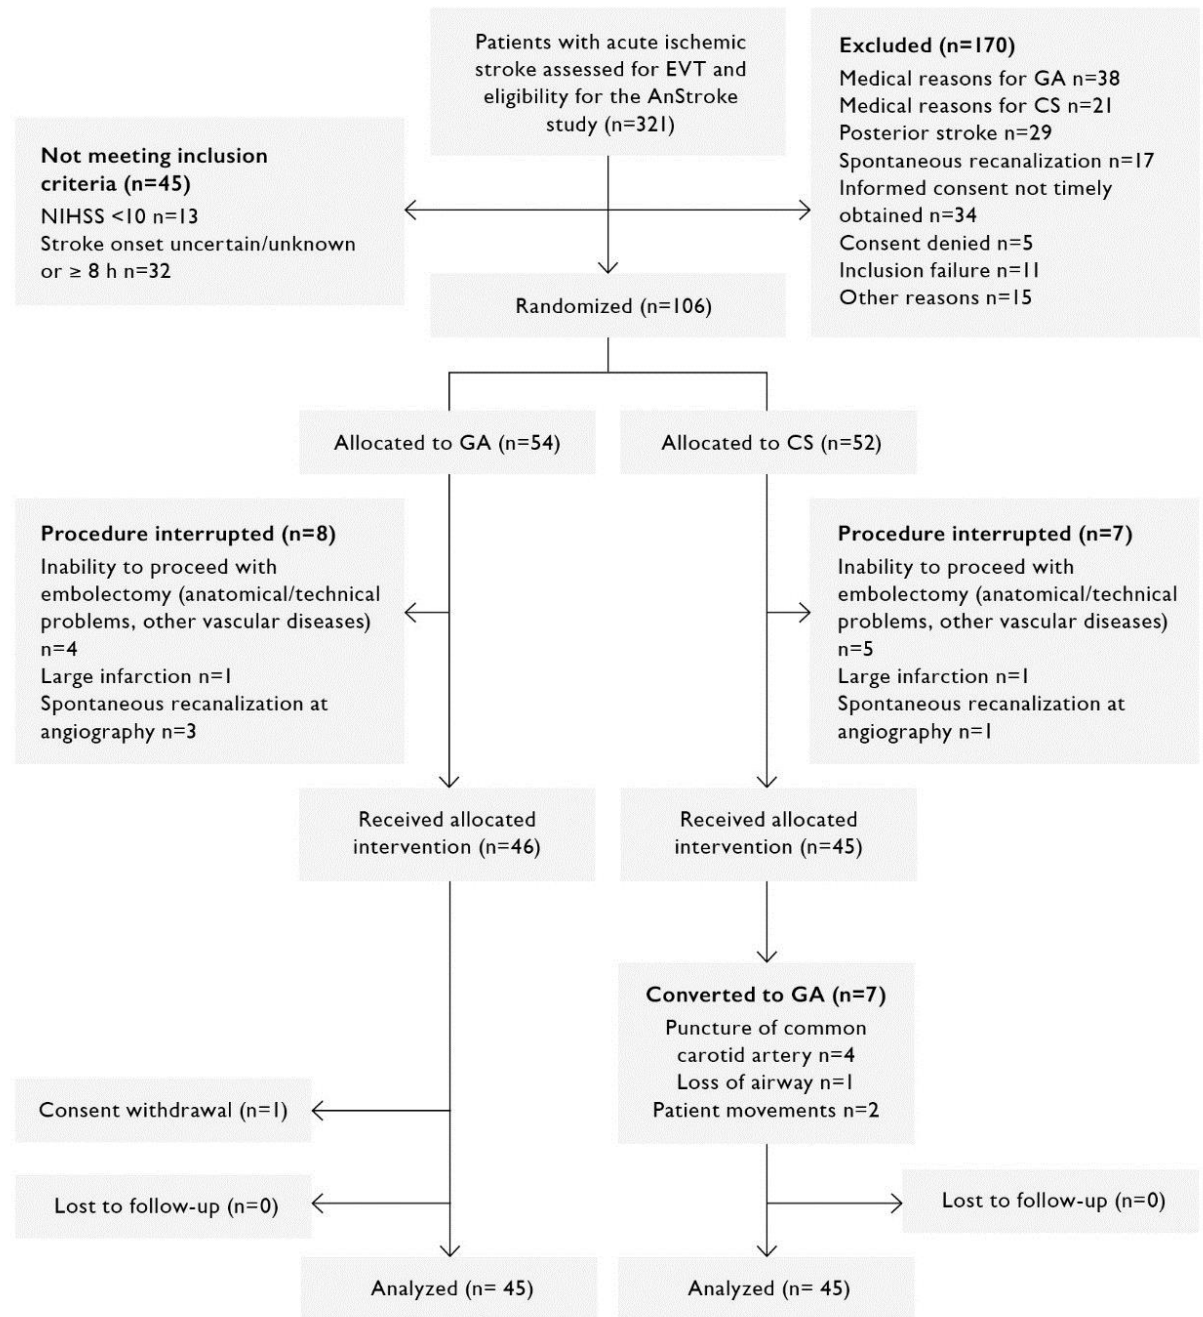 Patients with acute ischemic
stroke assessed for EVT and
eligibility for the AnStroke
study (n=321)
Excluded (n=170)
Medical reasons for GA n=38
Medical reasons for CS n=21
Posterior stroke n=29
Spontaneous recanalization n=17
Informed consent not timely
obtained n=34
Consent denied n=5
Inclusion failure n=11
Other reasons n=15
Not meeting inclusion
criteria (n=45)
NIHSS <10 n=13
Stroke onset uncertain/unknown
or ≥ 8 h n=32
Randomized (n=106)
Allocated to GA (n=54)
Allocated to CS (n=52)
Procedure interrupted (n=8)
Inability to proceed with
embolectomy (anatomical/technical
problems, other vascular diseases)
n=4
Large infarction n=1
Spontaneous recanalization at
angiography n=3
Procedure interrupted (n=7)
Inability to proceed with
embolectomy (anatomical/technical
problems, other vascular diseases)
n=5
Large infarction n=1
Spontaneous recanalization at
angiography n=1
Received allocated
intervention (n=46)
Received allocated
intervention (n=45)
Converted to GA (n=7)
Puncture of common
carotid artery n=4
Loss of airway n=1
Patient movements n=2
Consent withdrawal (n=1)
Lost to follow-up (n=0)
Lost to follow-up (n=0)
Analyzed (n= 45)
Analyzed (n= 45)